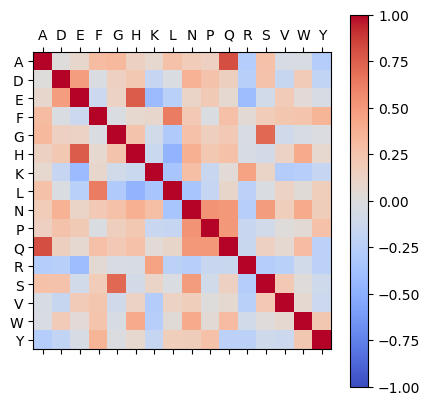 A D E F G H K L N P Q R S V W Y
A
D
E
F
G
H
K
L
N
P
Q
R
S
V
W
Y
1.00
0.75
0.50
0.25
0.00
−0.25
−0.50
−0.75
−1.00